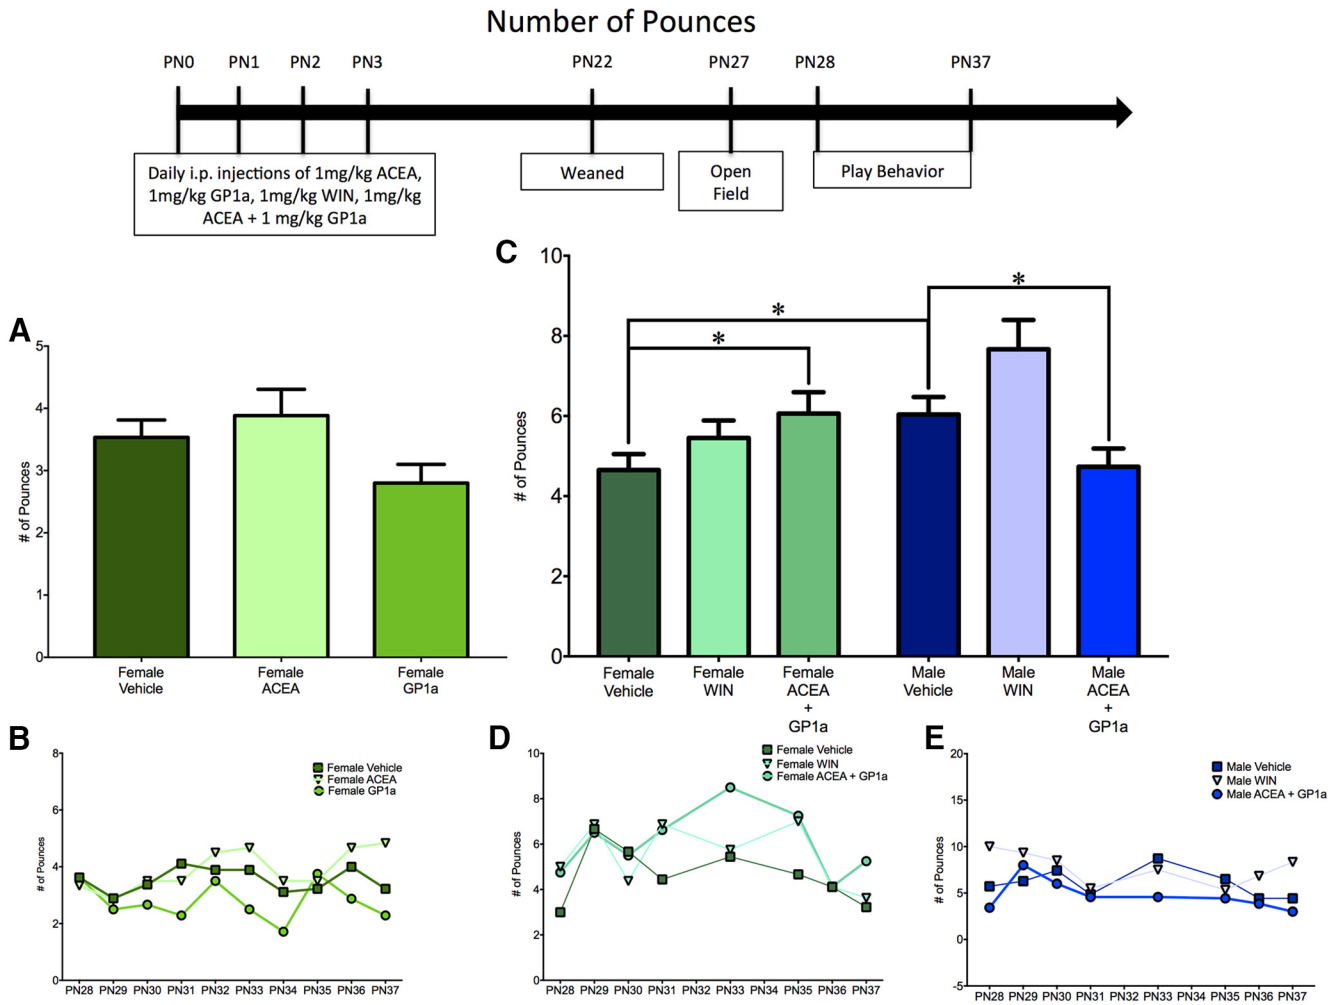 Number of Pounces
PN0 PN1 PN2 PN3 PN22 PN27 PN28 PN37
Daily i.p. injections of 1mg/kg ACEA,
1mg/kg GP1a, 1mg/kg WIN, 1mg/kg
ACEA + 1 mg/kg GP1a
Weaned
Open
Field
Play Behavior
A
5
4
3
2
1
0
# of Pounces
Female
Vehicle
Female
ACEA
Female
GP1a
C
10
8
6
4
2
0
# of Pounces
*
*
*
Female
Vehicle
Female
WIN
Female
ACEA
+
GP1a
Male
Vehicle
Male
WIN
Male
ACEA
+
GP1a
B
8
6
4
2
0
# of Pounces
Female Vehicle
Female ACEA
Female GP1a
PN28 PN29 PN30 PN31 PN32 PN33 PN34 PN35 PN36 PN37
D
10
8
6
4
2
0
# of Pounces
Female Vehicle
Female WIN
Female ACEA + GP1a
PN28 PN29 PN30 PN31 PN32 PN33 PN34 PN35 PN36 PN37
E
20
15
10
5
0
-5
# of Pounces
Male Vehicle
Male WIN
Male ACEA + GP1a
PN28 PN29 PN30 PN31 PN32 PN33 PN34 PN35 PN36 PN37